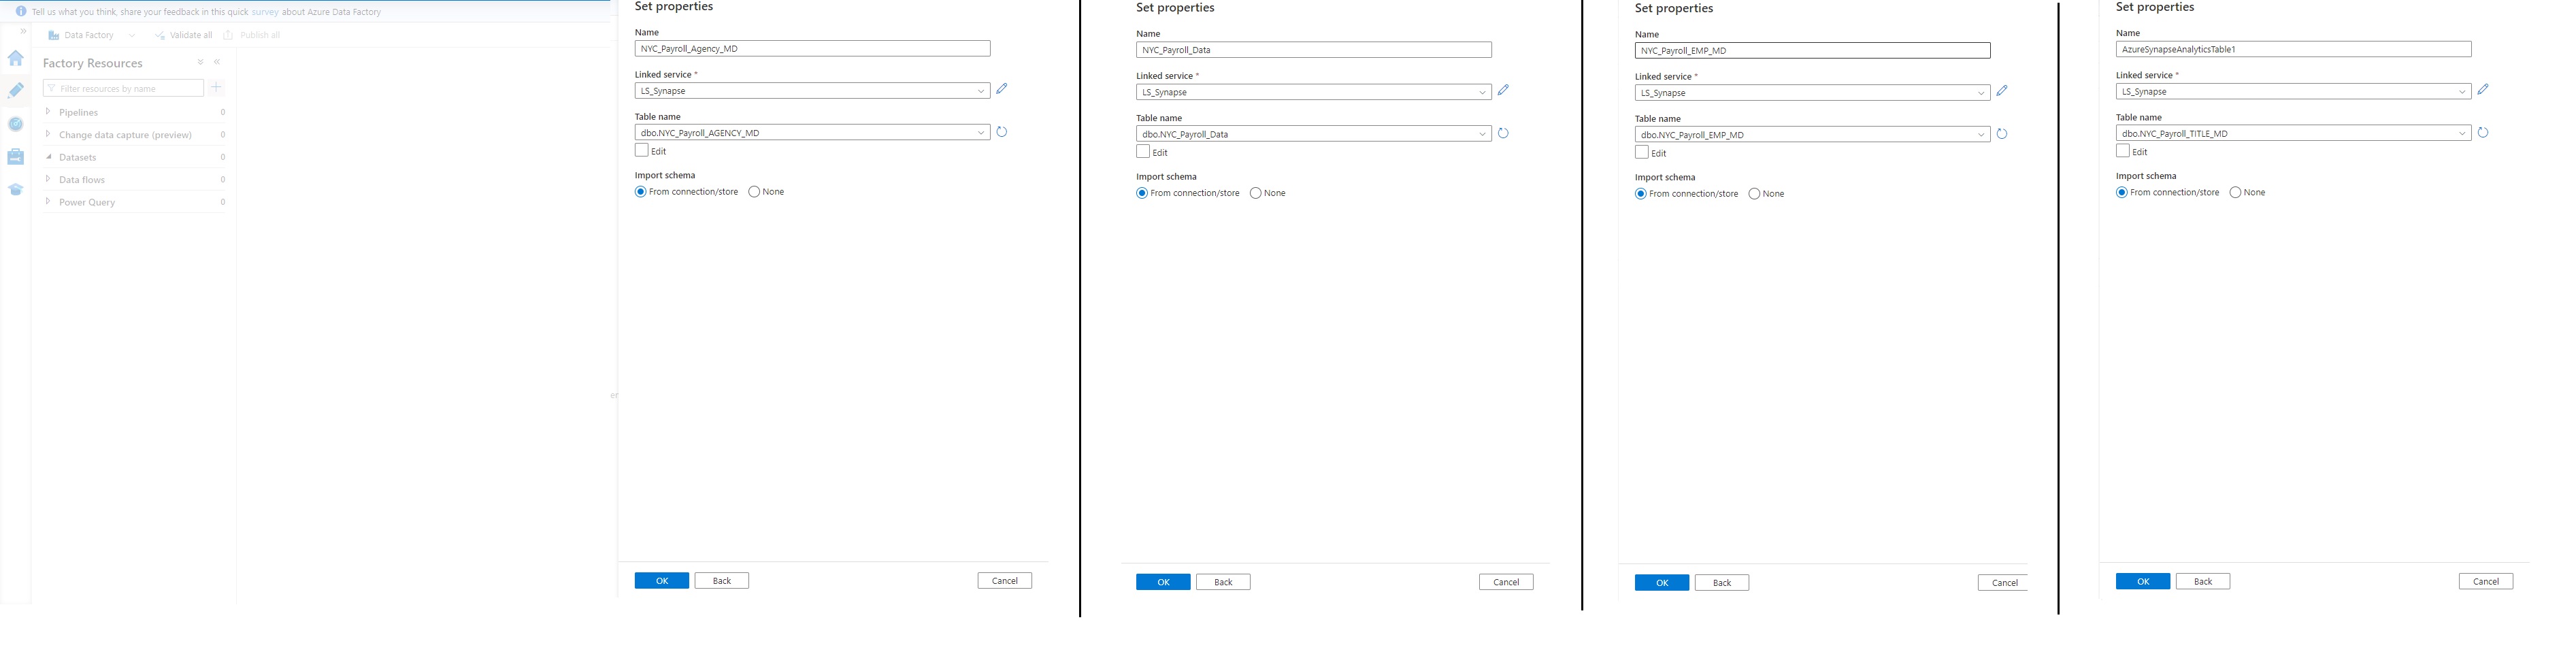 Tell us what you think, share your feedback in this quick survey about Azure Data Factory
Data Factory
Validate all
Publish all
Factory Resources
Filter resources by name
Pipelines 0
Change data capture (preview) 0
Datasets 0
Data flows 0
Power Query 0
er
Set properties
Name
NYC_Payroll_Agency_MD
Linked service *
LS_Synapse
Table name
dbo.NYC_Payroll_AGENCY_MD
Edit
Import schema
From connection/store None
OK Back Cancel
Set properties
Name
NYC_Payroll_Data
Linked service *
LS_Synapse
Table name
dbo.NYC_Payroll_Data
Edit
Import schema
From connection/store None
OK Back Cancel
Set properties
Name
NYC_Payroll_EMP_MD
Linked service *
LS_Synapse
Table name
dbo.NYC_Payroll_EMP_MD
Edit
Import schema
From connection/store None
OK Back Cancel
Set properties
Name
AzureSynapseAnalyticsTable1
Linked service *
LS_Synapse
Table name
dbo.NYC_Payroll_TITLE_MD
Edit
Import schema
From connection/store None
OK Back Cancel